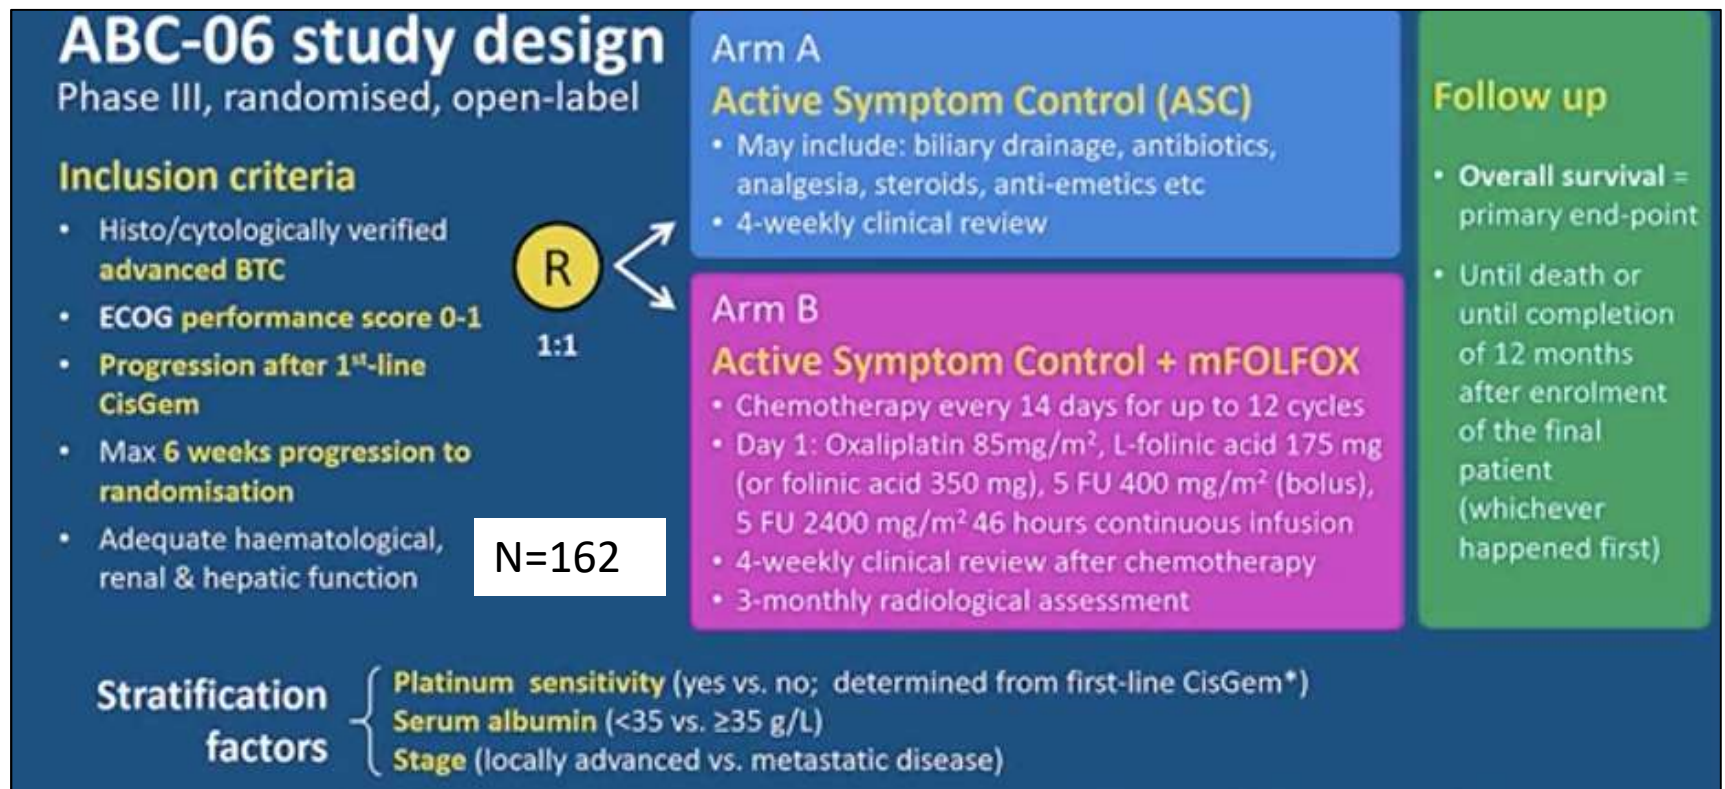 ABC-06 study design
Phase III, randomised, open-label
Inclusion criteria
• Histo/cytologically verified
advanced BTC
• ECOG performance score 0-1
• Progression after 1st-line
CisGem
• Max 6 weeks progression to
randomisation
• Adequate haematological,
renal & hepatic function
R
1:1
N=162
Arm A
Active Symptom Control (ASC)
• May include: biliary drainage, antibiotics,
analgesia, steroids, anti-emetics etc
• 4-weekly clinical review
Arm B
Active Symptom Control + mFOLFOX
• Chemotherapy every 14 days for up to 12 cycles
• Day 1: Oxaliplatin 85mg/m², L-folinic acid 175 mg
(or folinic acid 350 mg), 5 FU 400 mg/m² (bolus),
5 FU 2400 mg/m² 46 hours continuous infusion
• 4-weekly clinical review after chemotherapy
• 3-monthly radiological assessment
Follow up
• Overall survival =
primary end-point
• Until death or
until completion
of 12 months
after enrolment
of the final
patient
(whichever
happened first)
Stratification
factors
Platinum sensitivity (yes vs. no; determined from first-line CisGem*)
Serum albumin (<35 vs. ≥35 g/L)
Stage (locally advanced vs. metastatic disease)